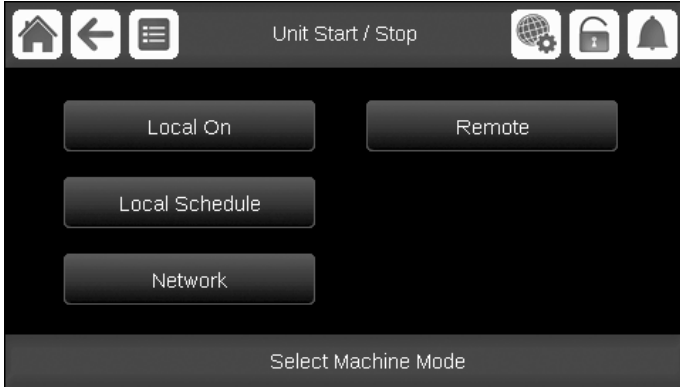 Unit Start / Stop
Local On
Remote
Local Schedule
Network
Select Machine Mode